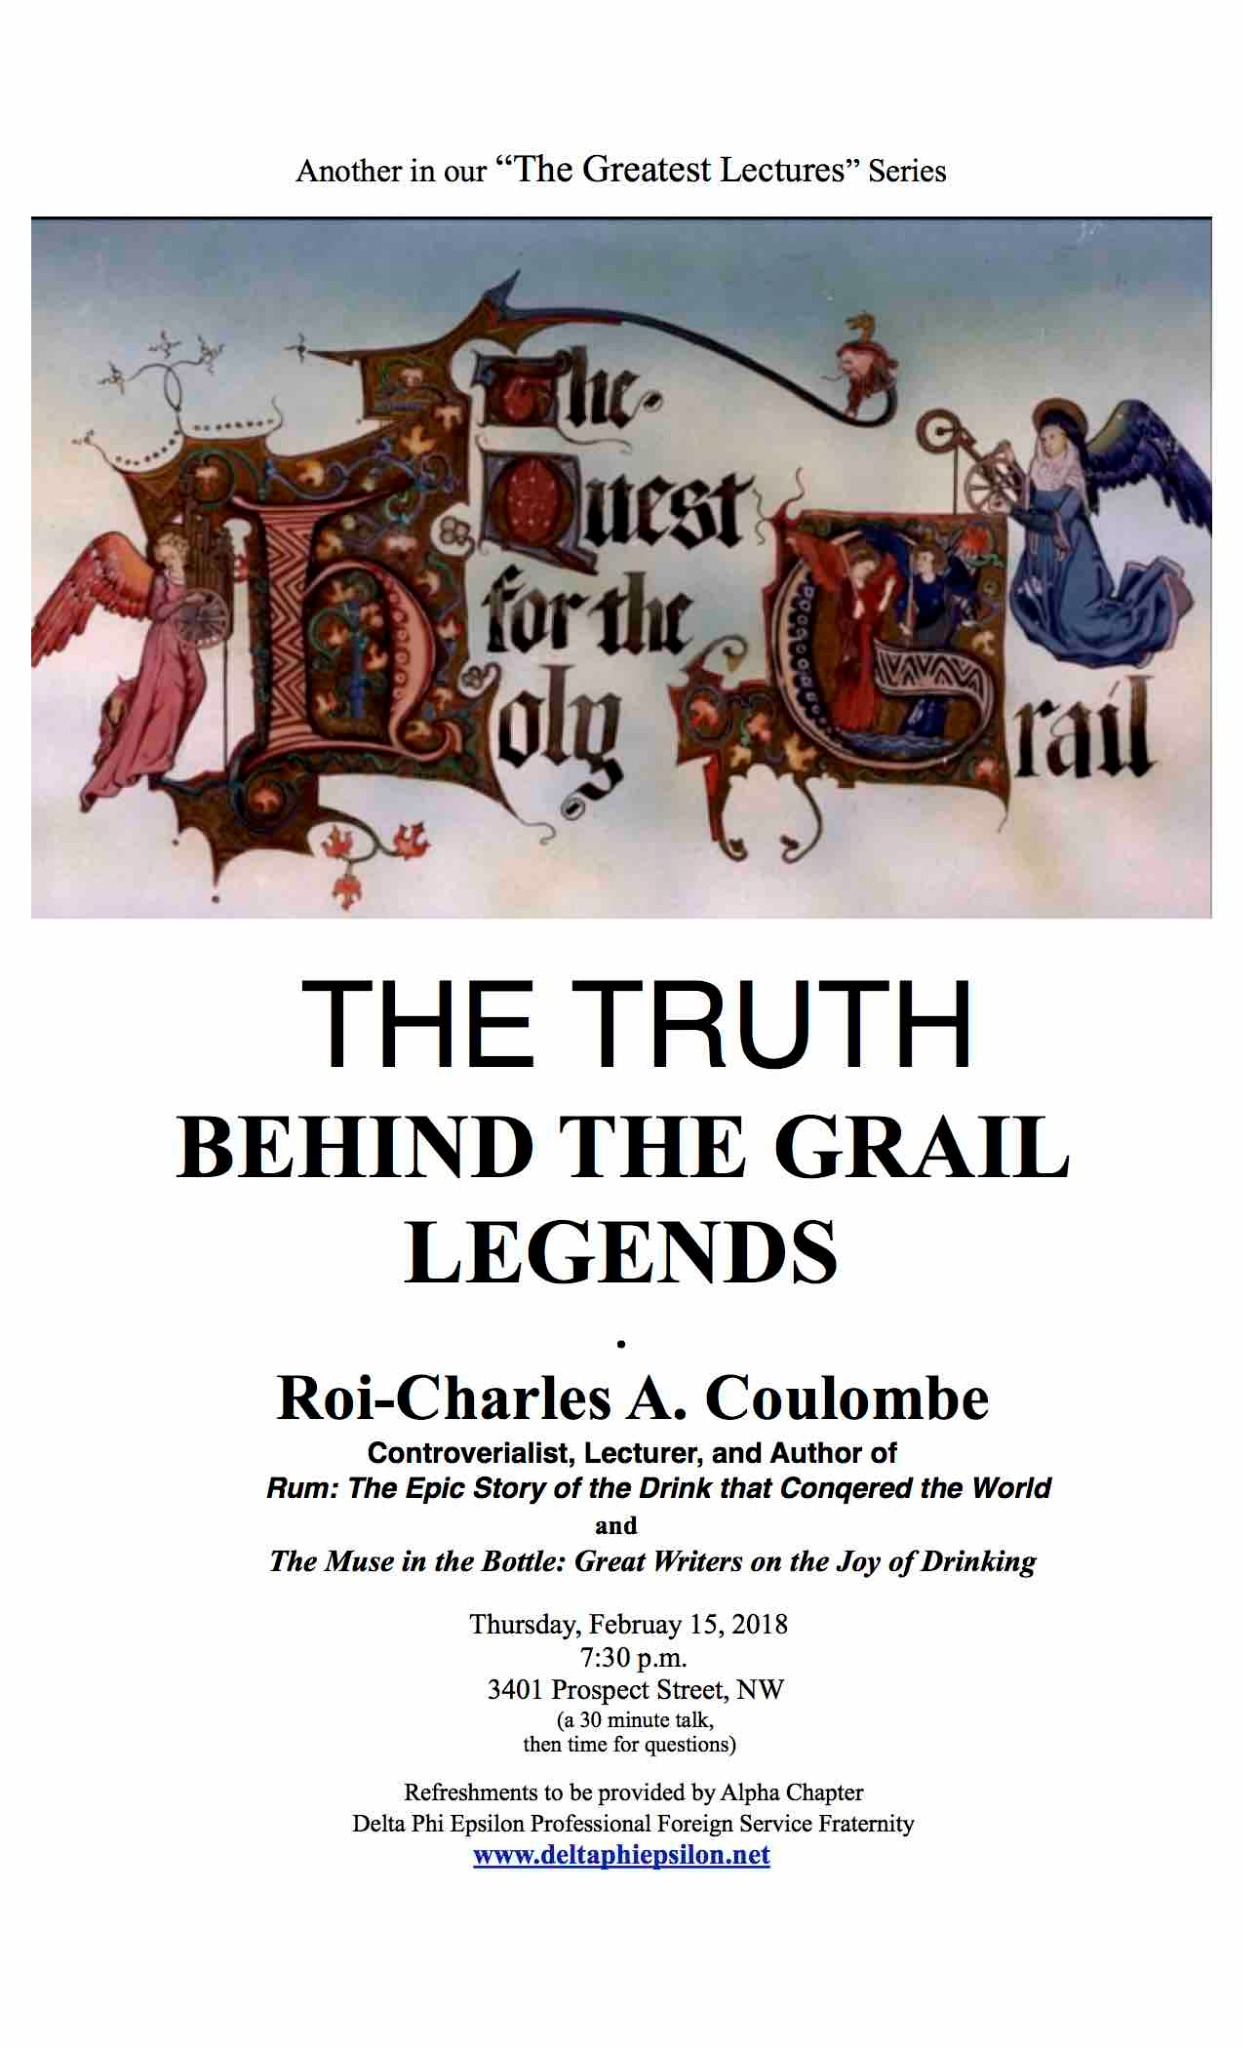 Another in our “The Greatest Lectures” Series
The
Quest
for the
Holy Grail
THE TRUTH
BEHIND THE GRAIL
LEGENDS
.
Roi-Charles A. Coulombe
Controverialist, Lecturer, and Author of
Rum: The Epic Story of the Drink that Conqered the World
and
The Muse in the Bottle: Great Writers on the Joy of Drinking
Thursday, Februay 15, 2018
7:30 p.m.
3401 Prospect Street, NW
(a 30 minute talk,
then time for questions)
Refreshments to be provided by Alpha Chapter
Delta Phi Epsilon Professional Foreign Service Fraternity
www.deltaphiepsilon.net